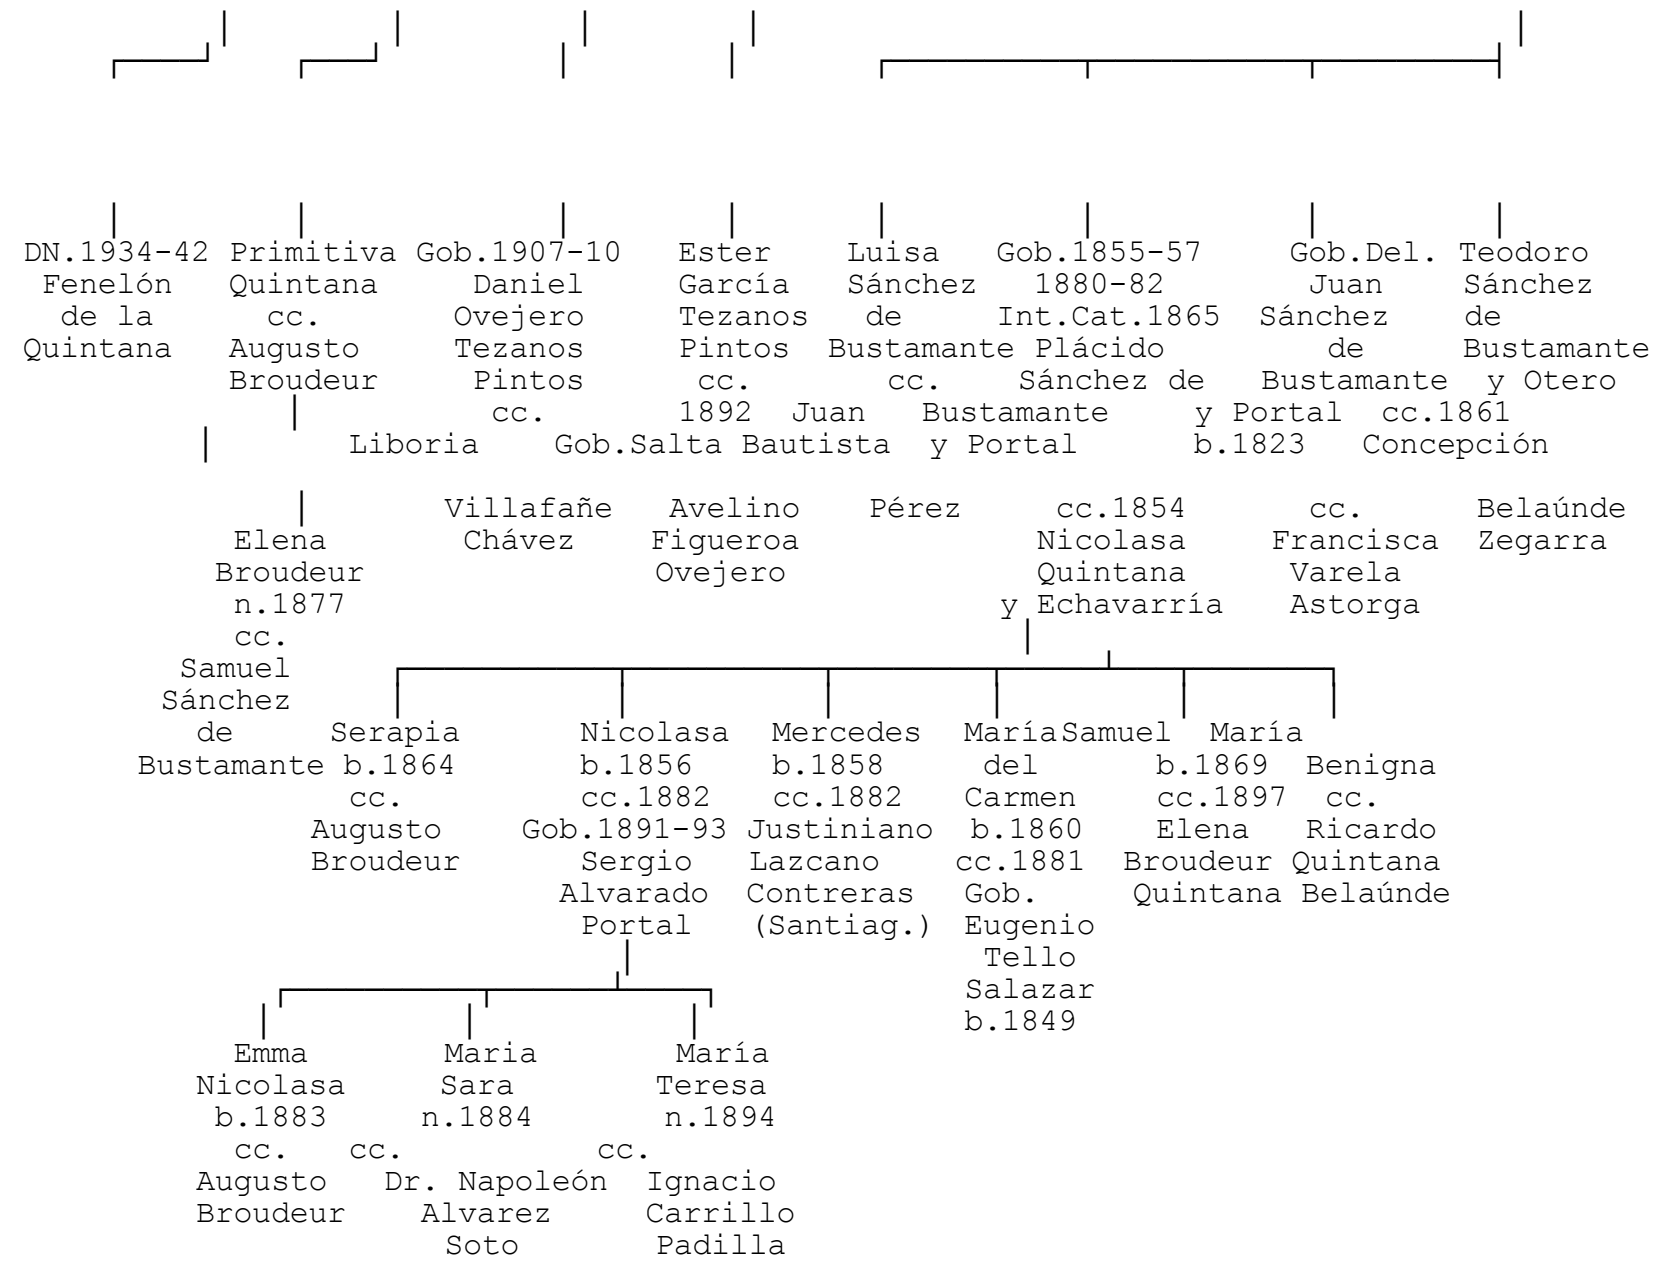 DN.1934-42 Primitiva Gob.1907-10 Ester Luisa Gob.1855-57 Gob.Del. Teodoro
Fenelón Quintana Daniel García Sánchez 1880-82 Juan Sánchez
de la cc. Ovejero Tezanos de Int.Cat.1865 Sánchez de
Quintana Augusto Tezanos Pintos Bustamante Plácido de Bustamante
Broudeur Pintos cc. cc. Sánchez de Bustamante y Otero
cc. 1892 Juan Bustamante y Portal cc.1861
Liboria Gob.Salta Bautista y Portal b.1823 Concepción
Villafañe Avelino Pérez cc.1854 cc. Belaúnde
Elena Chávez Figueroa Nicolasa Francisca Zegarra
Broudeur Ovejero Quintana Varela
n.1877 y Echavarría Astorga
cc.
Samuel
Sánchez
de Serapia Nicolasa Mercedes María Samuel María
Bustamante b.1864 b.1856 b.1858 del b.1869 Benigna
cc. cc.1882 cc.1882 Carmen cc.1897 cc.
Augusto Gob.1891-93 Justiniano b.1860 Elena Ricardo
Broudeur Sergio Lazcano cc.1881 Broudeur Quintana
Alvarado Contreras Gob. Quintana Belaúnde
Portal (Santiag.) Eugenio
Tello
Salazar
b.1849
Emma Maria María
Nicolasa Sara Teresa
b.1883 n.1884 n.1894
cc. cc. cc.
Augusto Dr. Napoleón Ignacio
Broudeur Alvarez Carrillo
Soto Padilla